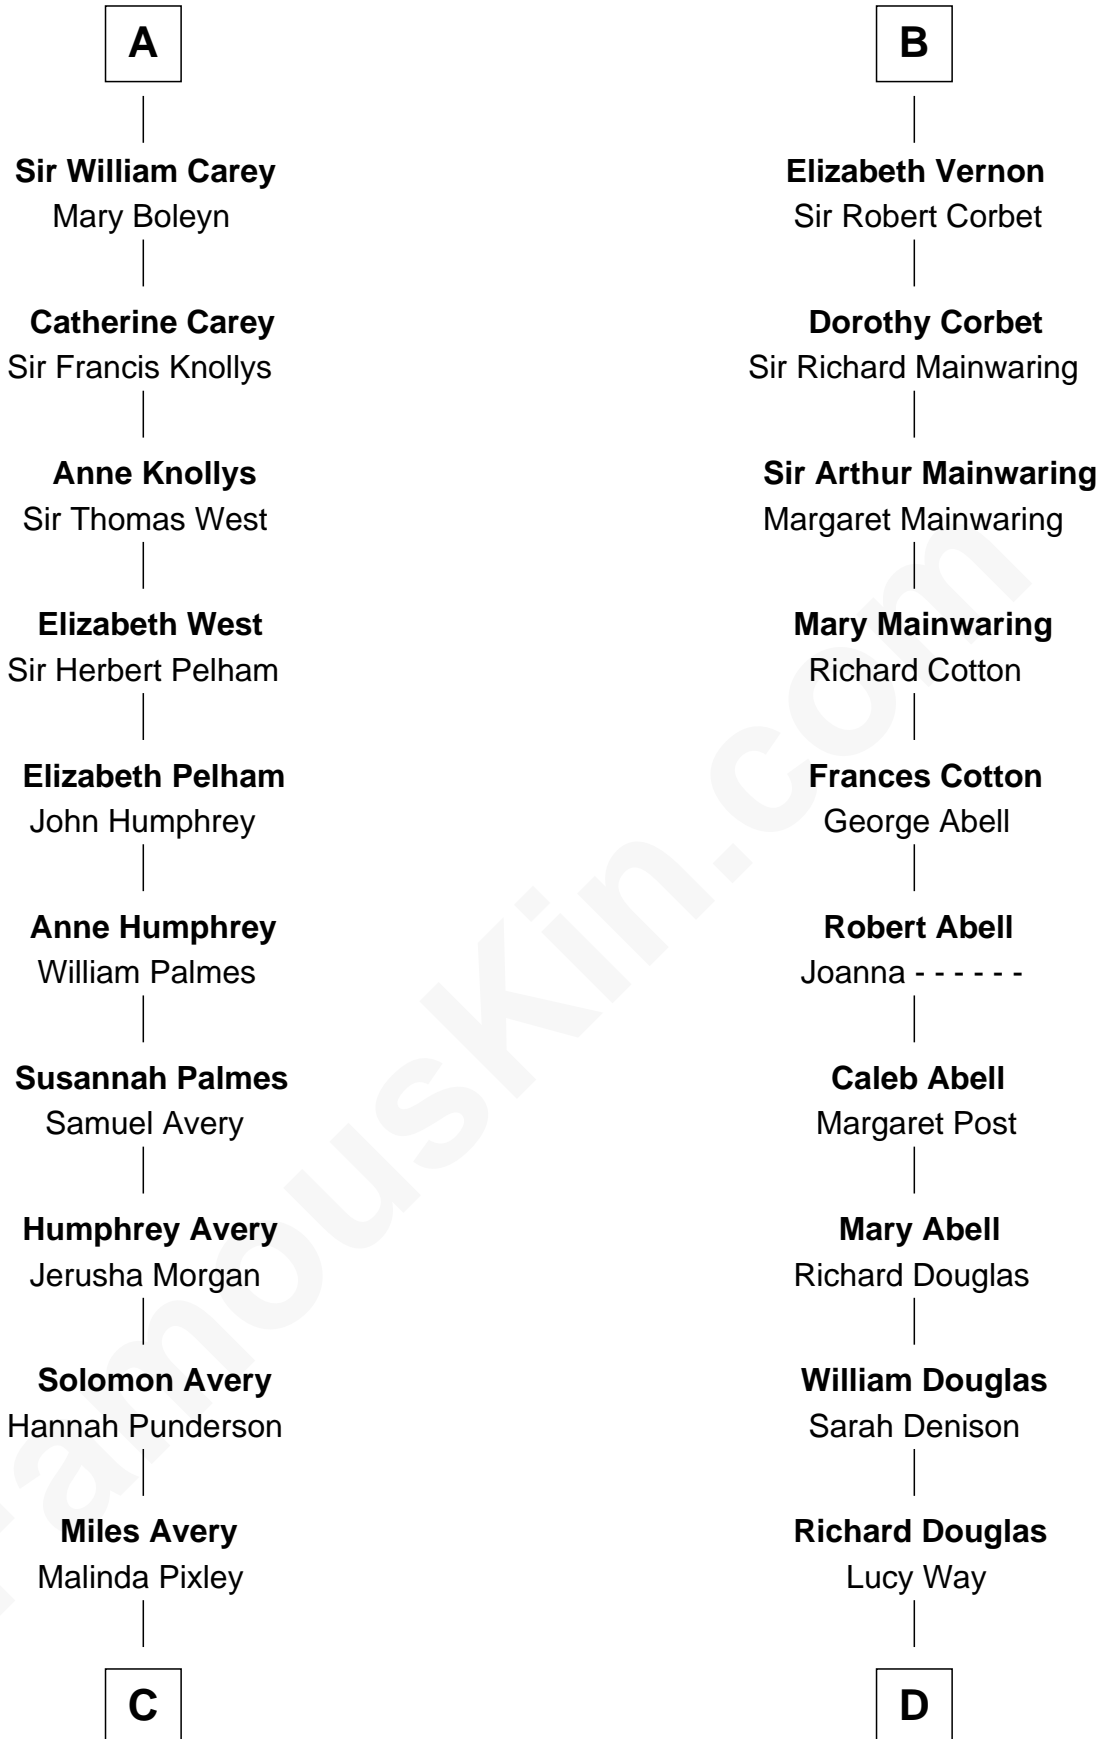 A
Sir William Carey
Mary Boleyn
Catherine Carey
Sir Francis Knollys
Anne Knollys
Sir Thomas West
Elizabeth West
Sir Herbert Pelham
Elizabeth Pelham
John Humphrey
Anne Humphrey
William Palmes
Susannah Palmes
Samuel Avery
Humphrey Avery
Jerusha Morgan
Solomon Avery
Hannah Punderson
Miles Avery
Malinda Pixley
C
B
Elizabeth Vernon
Sir Robert Corbet
Dorothy Corbet
Sir Richard Mainwaring
Sir Arthur Mainwaring
Margaret Mainwaring
Mary Mainwaring
Richard Cotton
Frances Cotton
George Abell
Robert Abell
Joanna - - - - - -
Caleb Abell
Margaret Post
Mary Abell
Richard Douglas
William Douglas
Sarah Denison
Richard Douglas
Lucy Way
D
FamousKin.com